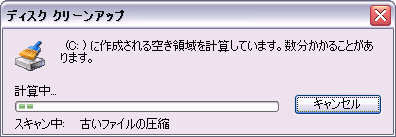 ディスク クリーンアップ
(C: ) に作成される空き領域を計算しています。数分かかることがあ
ります。
計算中...
キャンセル
スキャン中: 古いファイルの圧縮